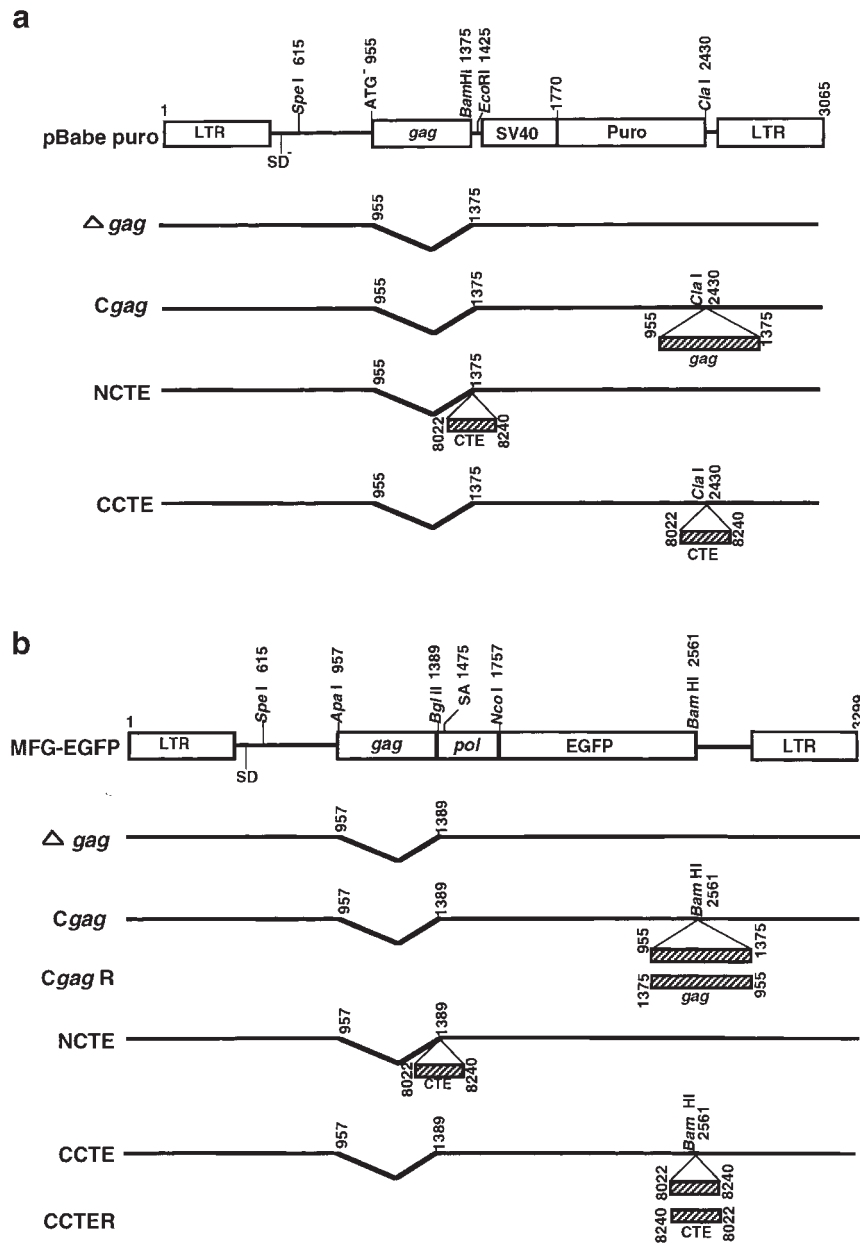 a
1
SpeI 615
ATG- 955
BamHI 1375
EcoRI 1425
1770
ClaI 2430
3065
pBabe puro
LTR
SD-
gag
SV40
Puro
LTR
Δ gag
955
1375
Cgag
955
1375
ClaI
2430
955
1375
gag
NCTE
955
1375
8022
8240
CTE
CCTE
955
1375
ClaI
2430
8022
8240
CTE
b
1
SpeI 615
ApaI 957
BglII 1389
SA 1475
NcoI 1757
BamHI 2561
3299
MFG-EGFP
LTR
SD
gag
pol
EGFP
LTR
Δ gag
957
1389
Cgag
957
1389
BamHI
2561
955
1375
CgagR
1375
gag
955
NCTE
957
1389
8022
8240
CTE
CCTE
957
1389
BamHI
2561
8022
8240
CCTER
8240
CTE
8022